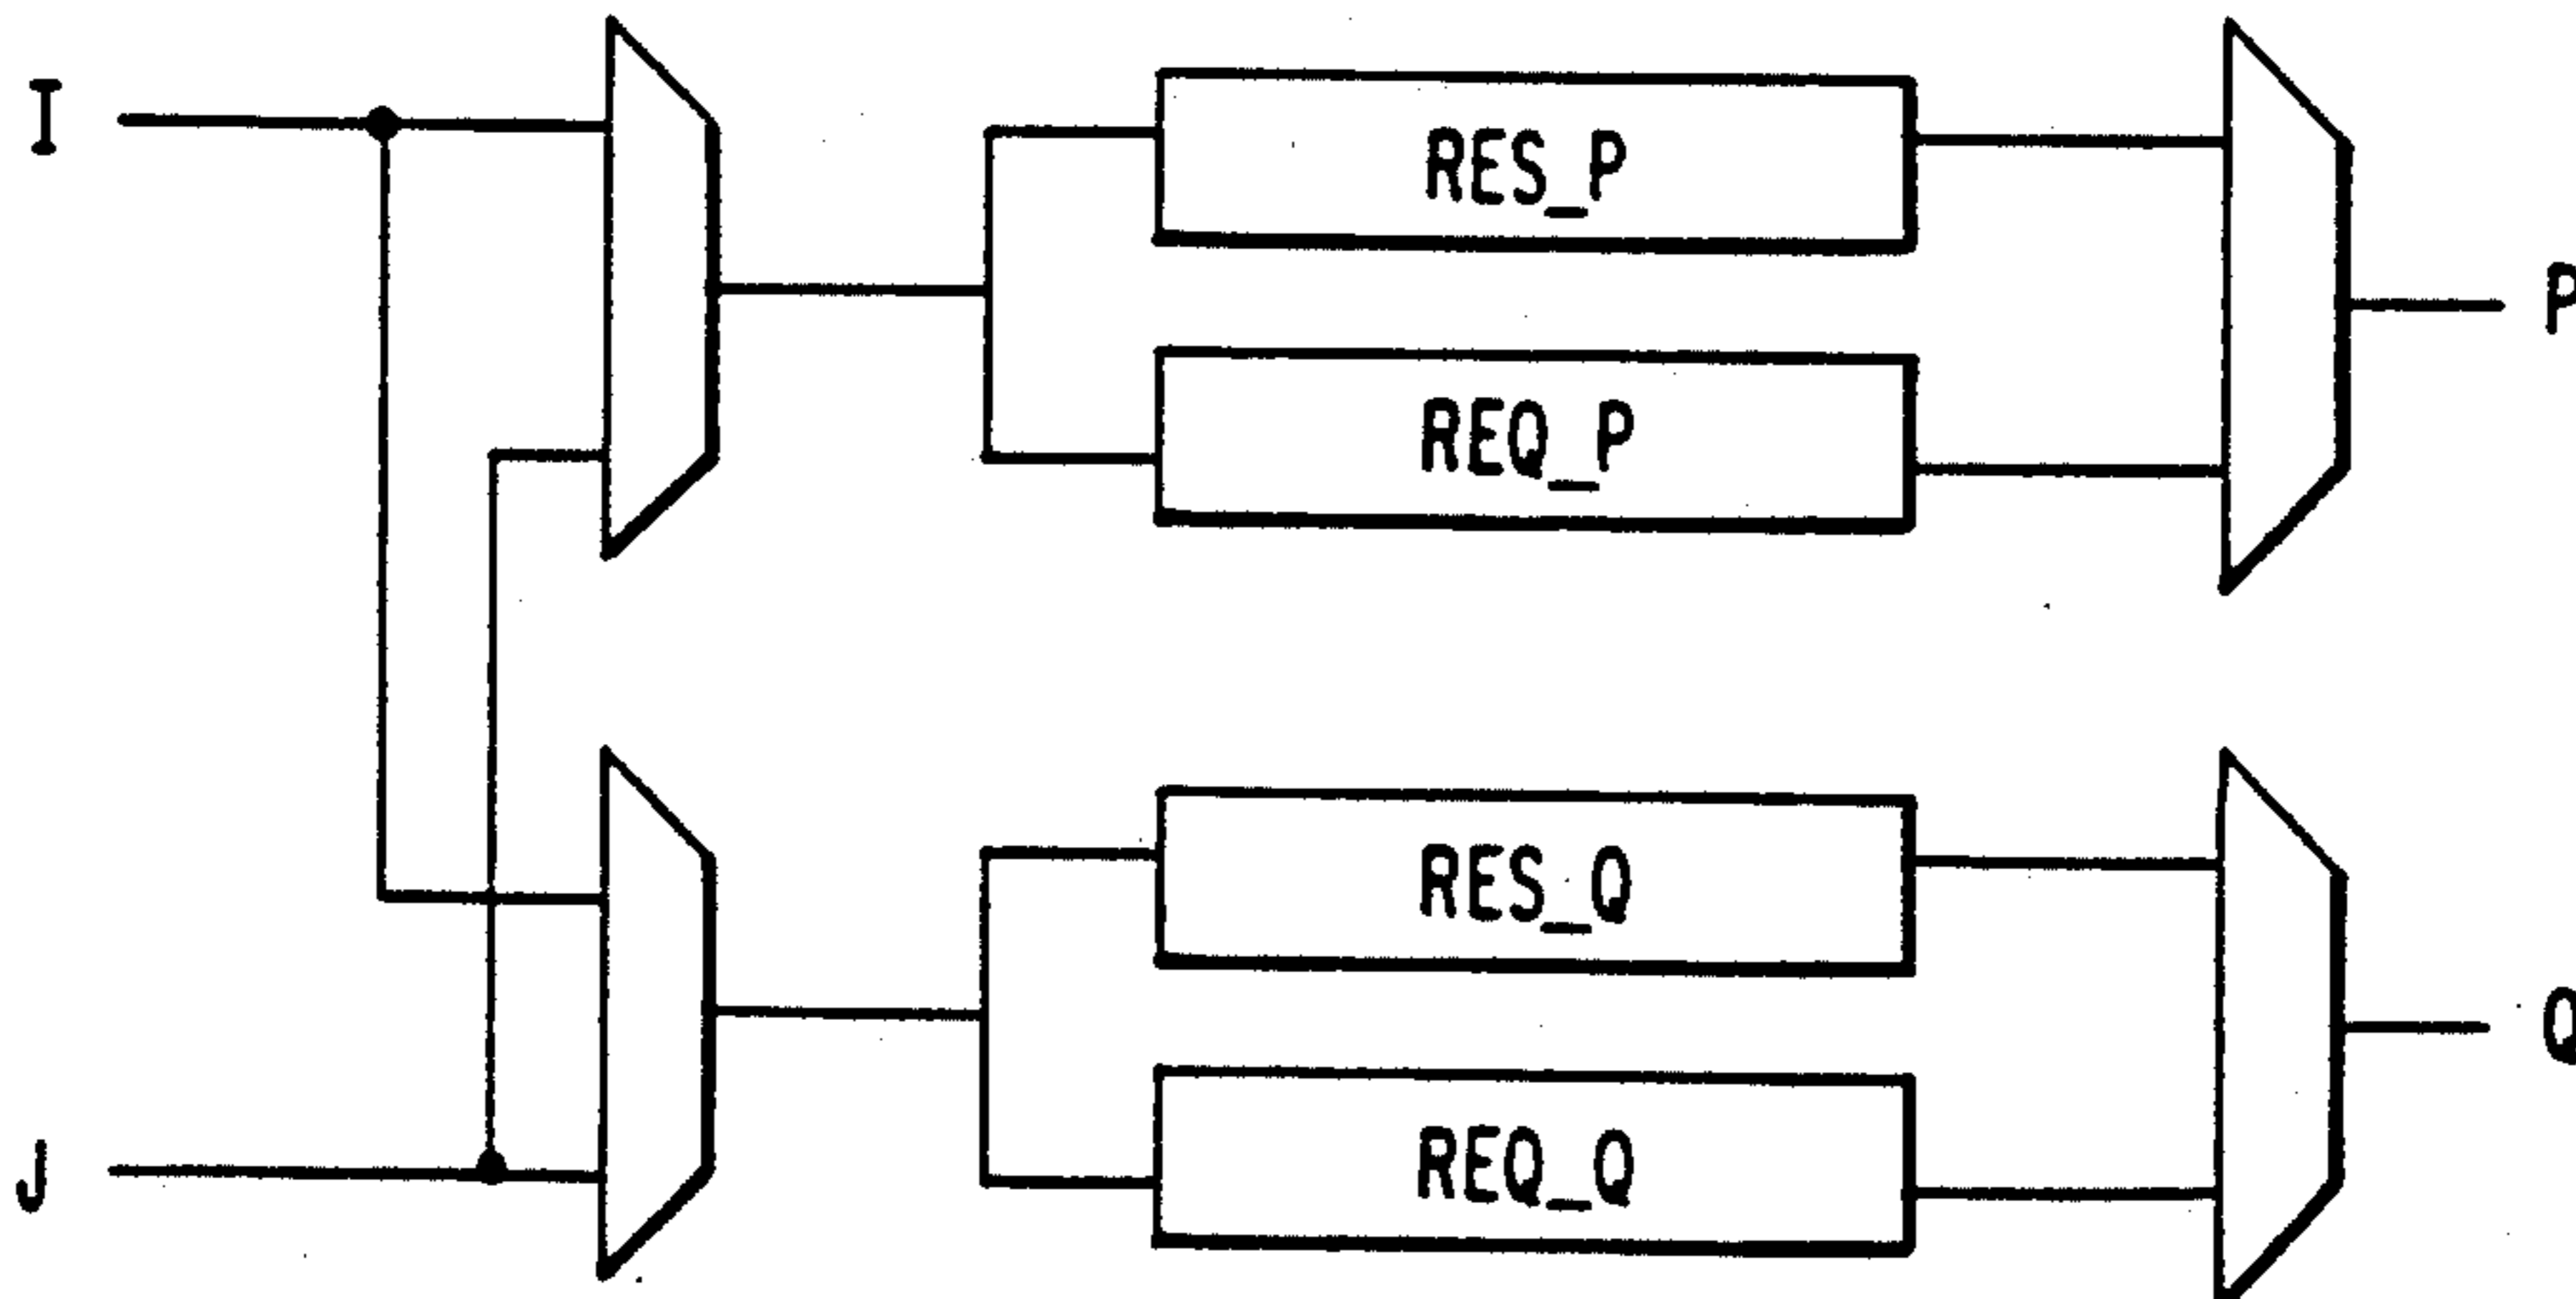 I
RES_P
P
REQ_P
RES_Q
Q
REQ_Q
J